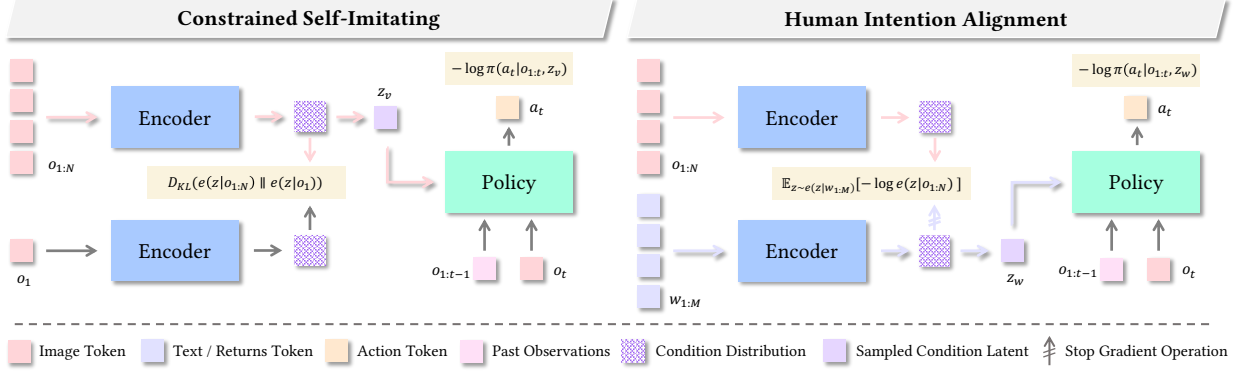 Constrained Self-Imitating
Human Intention Alignment
o_{1:N}
Encoder
z_v
− log π(a_t|o_{1:t}, z_v)
a_t
D_{KL}(e(z|o_{1:N}) ∥ e(z|o_1))
Policy
o_1
Encoder
o_{1:t−1}
o_t
o_{1:N}
Encoder
− log π(a_t|o_{1:t}, z_w)
a_t
𝔼_{z~e(z|w_{1:M})}[− log e(z|o_{1:N}) ]
Policy
w_{1:M}
Encoder
z_w
o_{1:t−1}
o_t
Image Token
Text / Returns Token
Action Token
Past Observations
Condition Distribution
Sampled Condition Latent
Stop Gradient Operation